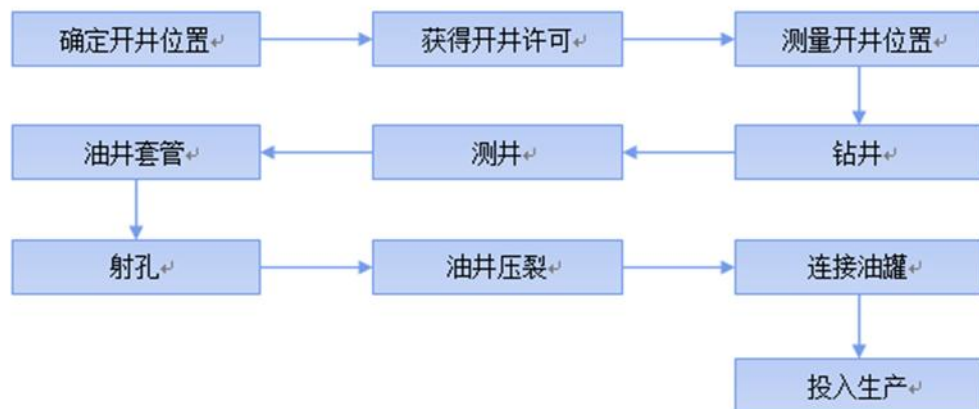 确定开井位置
获得开井许可
测量开井位置
钻井
测井
油井套管
射孔
油井压裂
连接油罐
投入生产